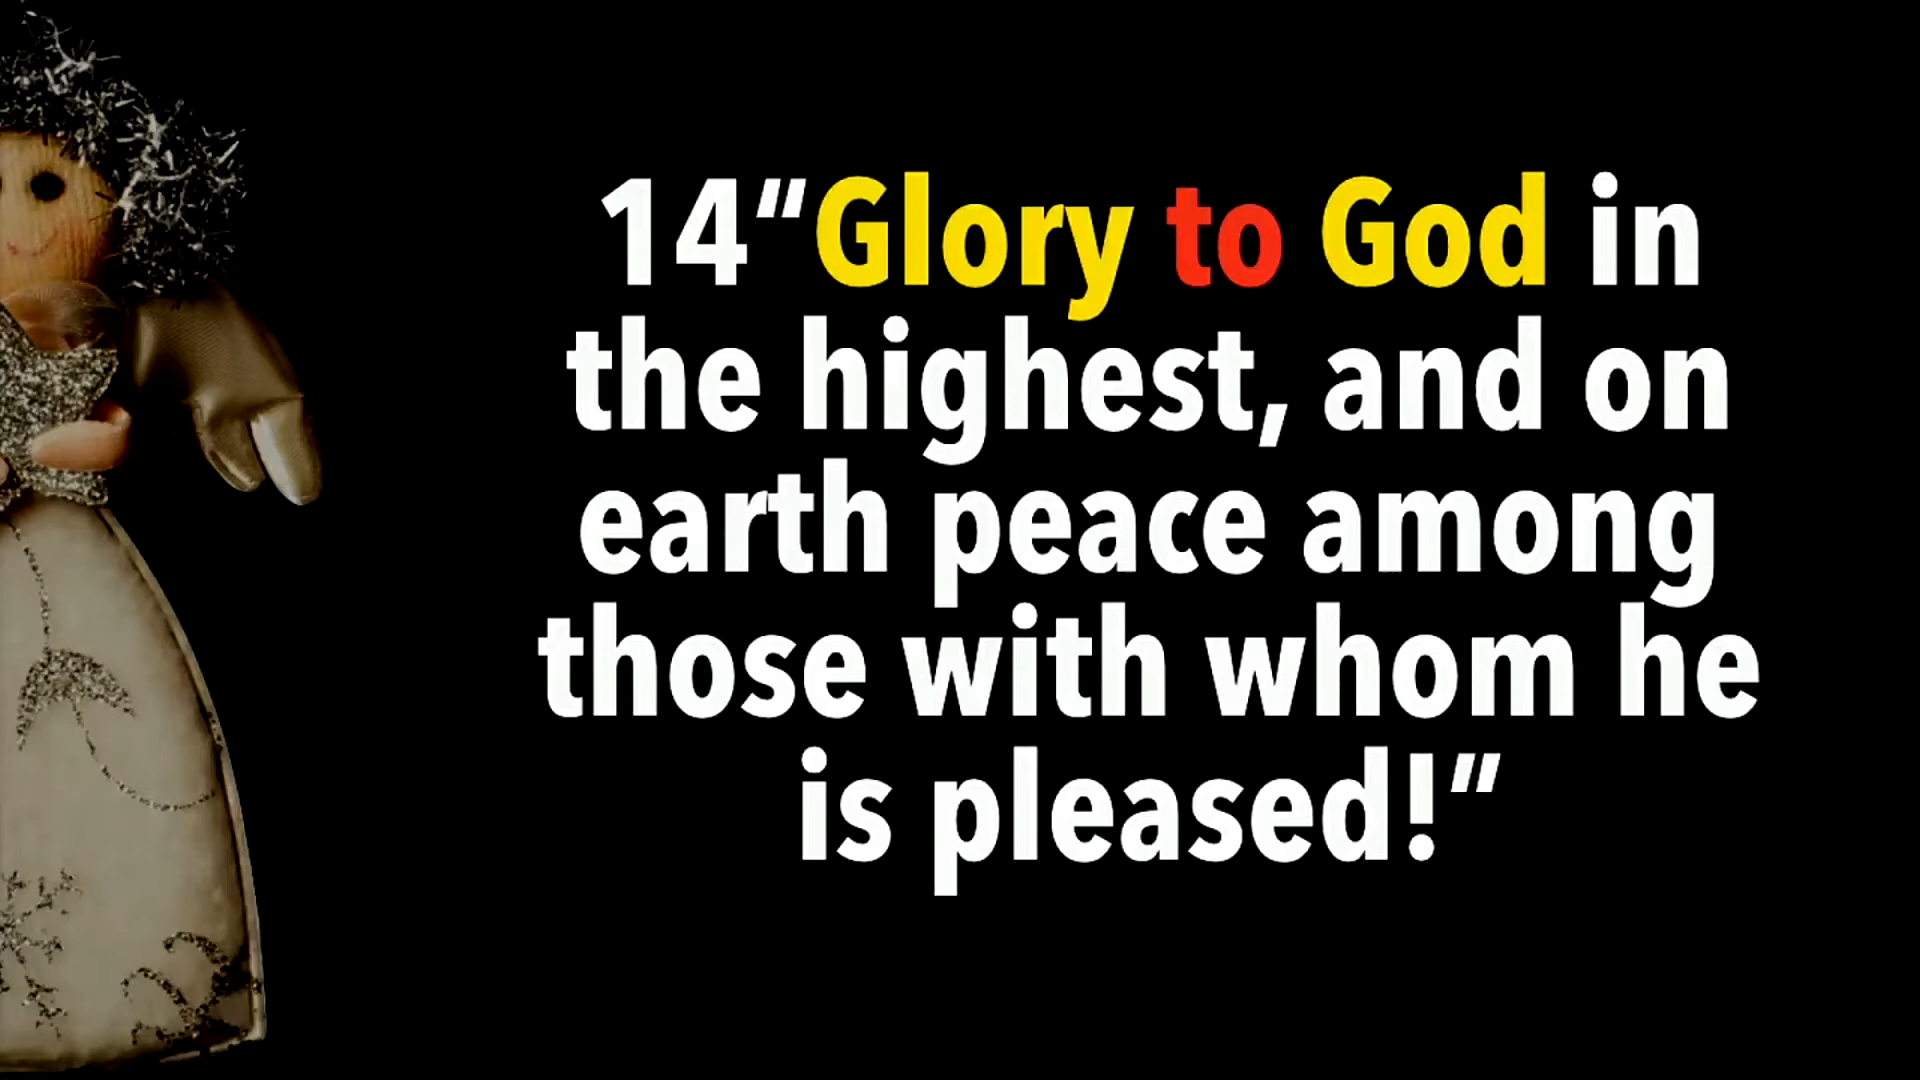 14“Glory to God in
the highest, and on
earth peace among
those with whom he
is pleased!”